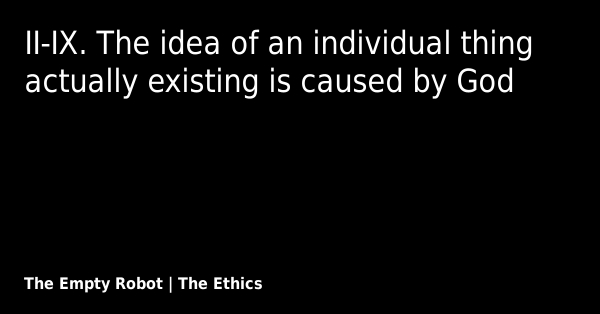 II-IX. The idea of an individual thing
actually existing is caused by God
The Empty Robot | The Ethics